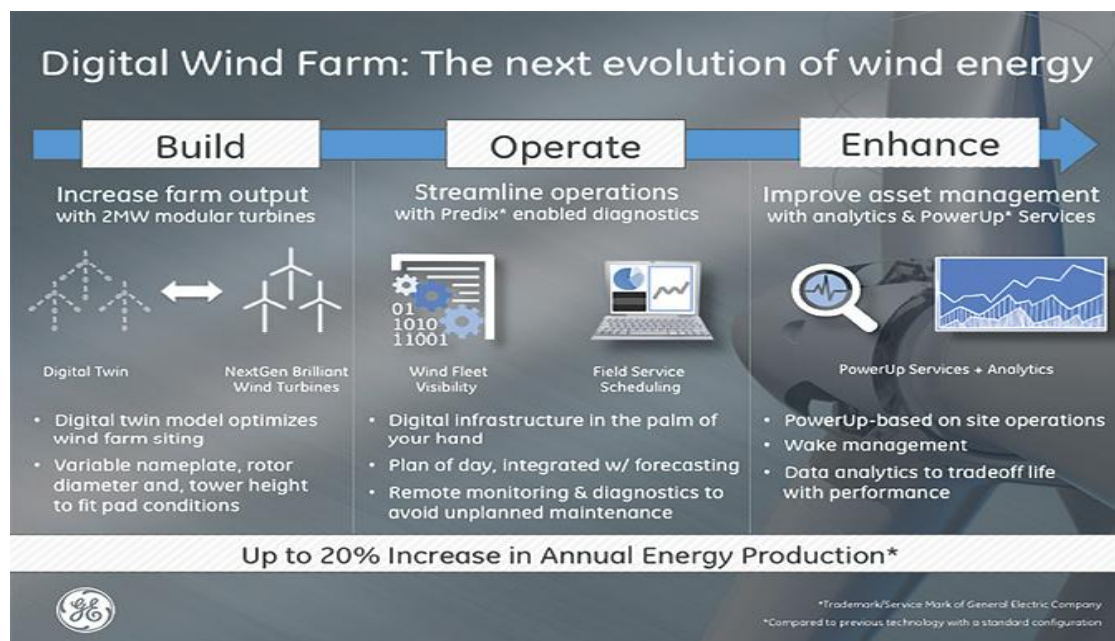 Digital Wind Farm: The next evolution of wind energy
Build
Operate
Enhance
Increase farm output
with 2MW modular turbines
Streamline operations
with Predix* enabled diagnostics
Improve asset management
with analytics & PowerUp* Services
01
1010
11001
Digital Twin
NextGen Brilliant
Wind Turbines
Wind Fleet
Visibility
Field Service
Scheduling
PowerUp Services + Analytics
• Digital twin model optimizes
wind farm siting
• Variable nameplate, rotor
diameter and, tower height
to fit pad conditions
• Digital infrastructure in the palm of
your hand
• Plan of day, integrated w/ forecasting
• Remote monitoring & diagnostics to
avoid unplanned maintenance
• PowerUp-based on site operations
• Wake management
• Data analytics to tradeoff life
with performance
Up to 20% Increase in Annual Energy Production*
GE
*Trademark/Service Mark of General Electric Company
*Compared to previous technology with a standard configuration